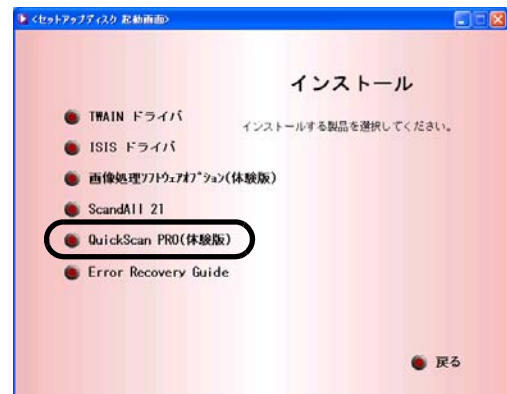 <セットアップディスク 起動画面>
インストール
インストールする製品を選択してください。
TWAIN ドライバ
ISIS ドライバ
画像処理ソフトウェアオプション(体験版)
ScandAll 21
QuickScan PRO(体験版)
Error Recovery Guide
戻る